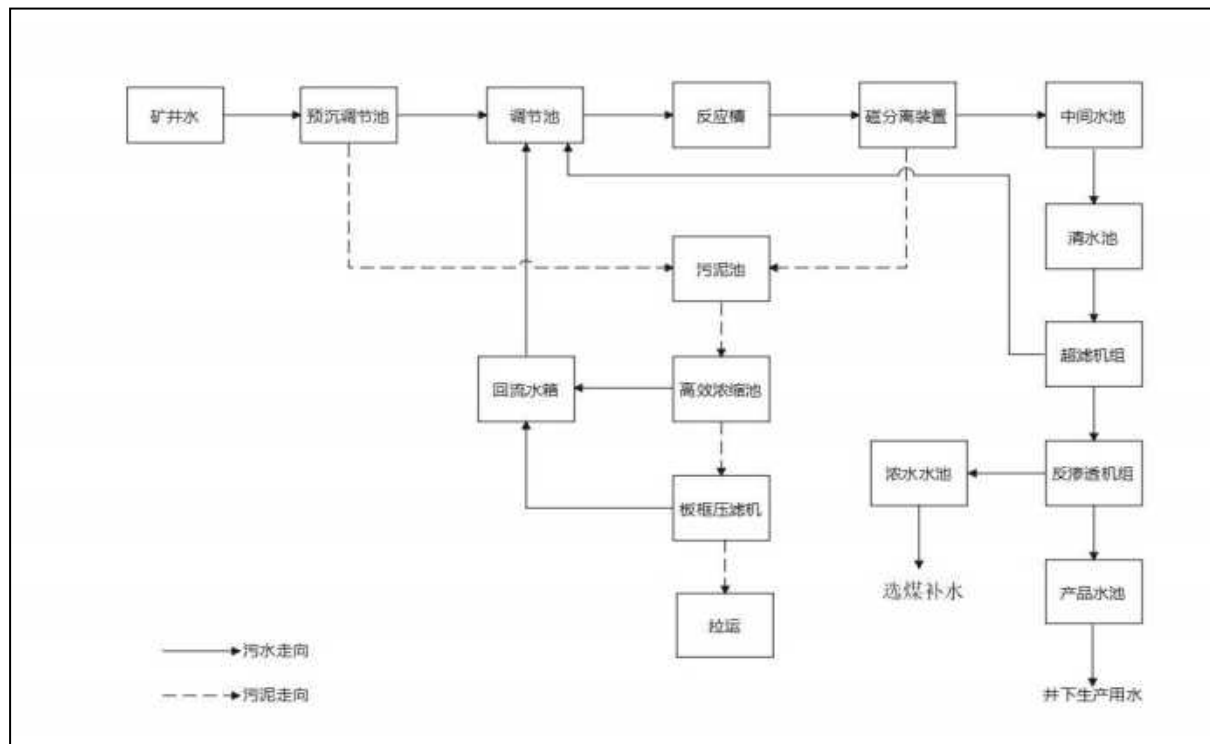 矿井水
预沉调节池
调节池
反应槽
磁分离装置
中间水池
清水池
污泥池
超滤机组
回流水箱
高效浓缩池
浓水水池
反渗透机组
板框压滤机
选煤补水
产品水池
拉运
污水走向
污泥走向
井下生产用水